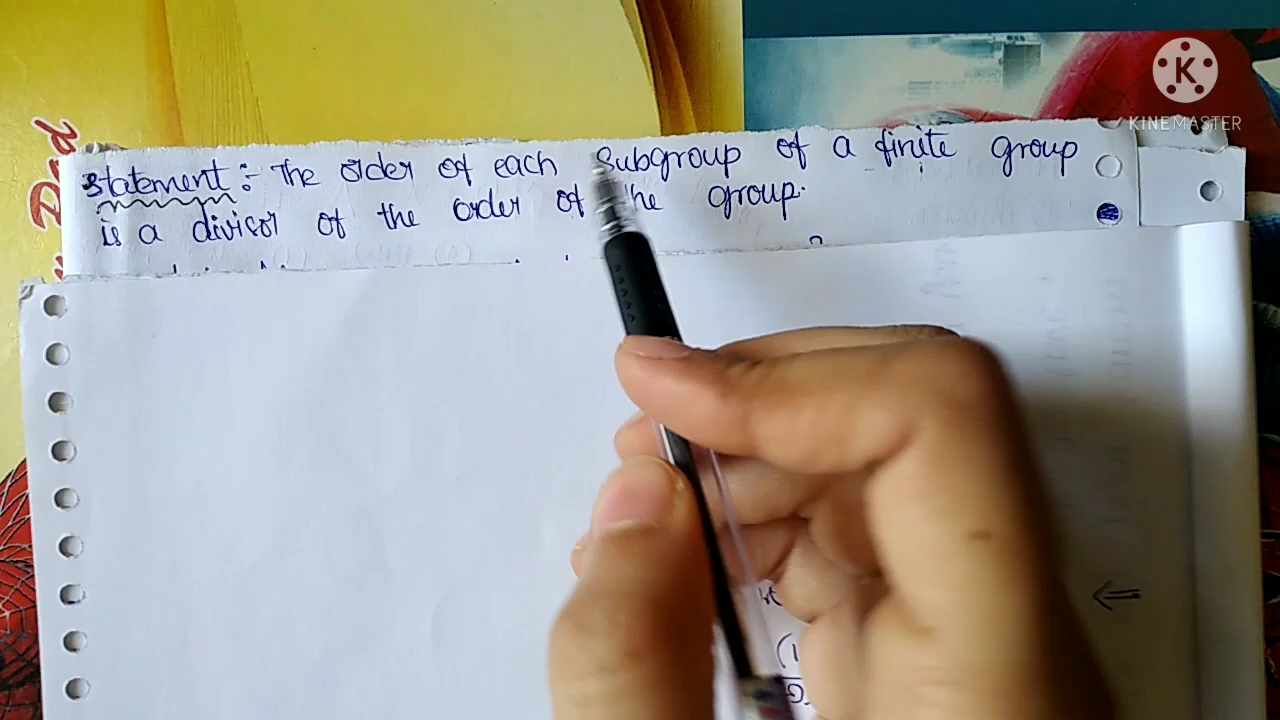 Statement :- The order of each subgroup of a finite group
is a divisor of the order of the group.
KINEMASTER
K